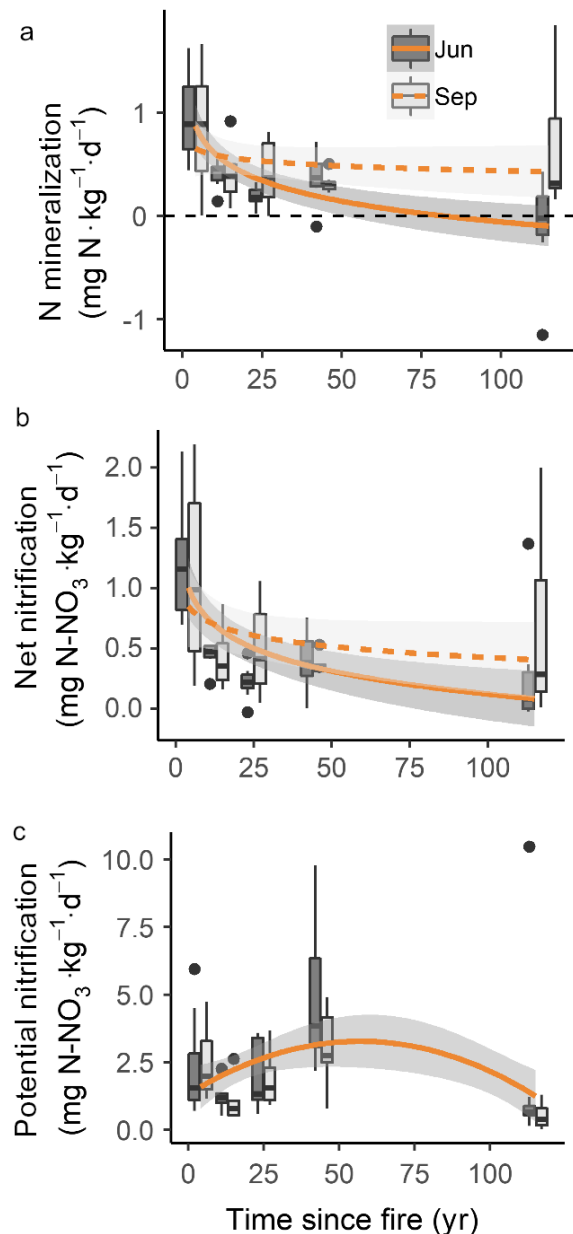 a
Jun
Sep
N mineralization
(mg N · kg⁻¹·d⁻¹)
1
0
-1
0 25 50 75 100
b
Net nitrification
(mg N-NO₃ ·kg⁻¹·d⁻¹)
2.0
1.5
1.0
0.5
0.0
0 25 50 75 100
c
Potential nitrification
(mg N-NO₃ ·kg⁻¹·d⁻¹)
10.0
7.5
5.0
2.5
0.0
0 25 50 75 100
Time since fire (yr)